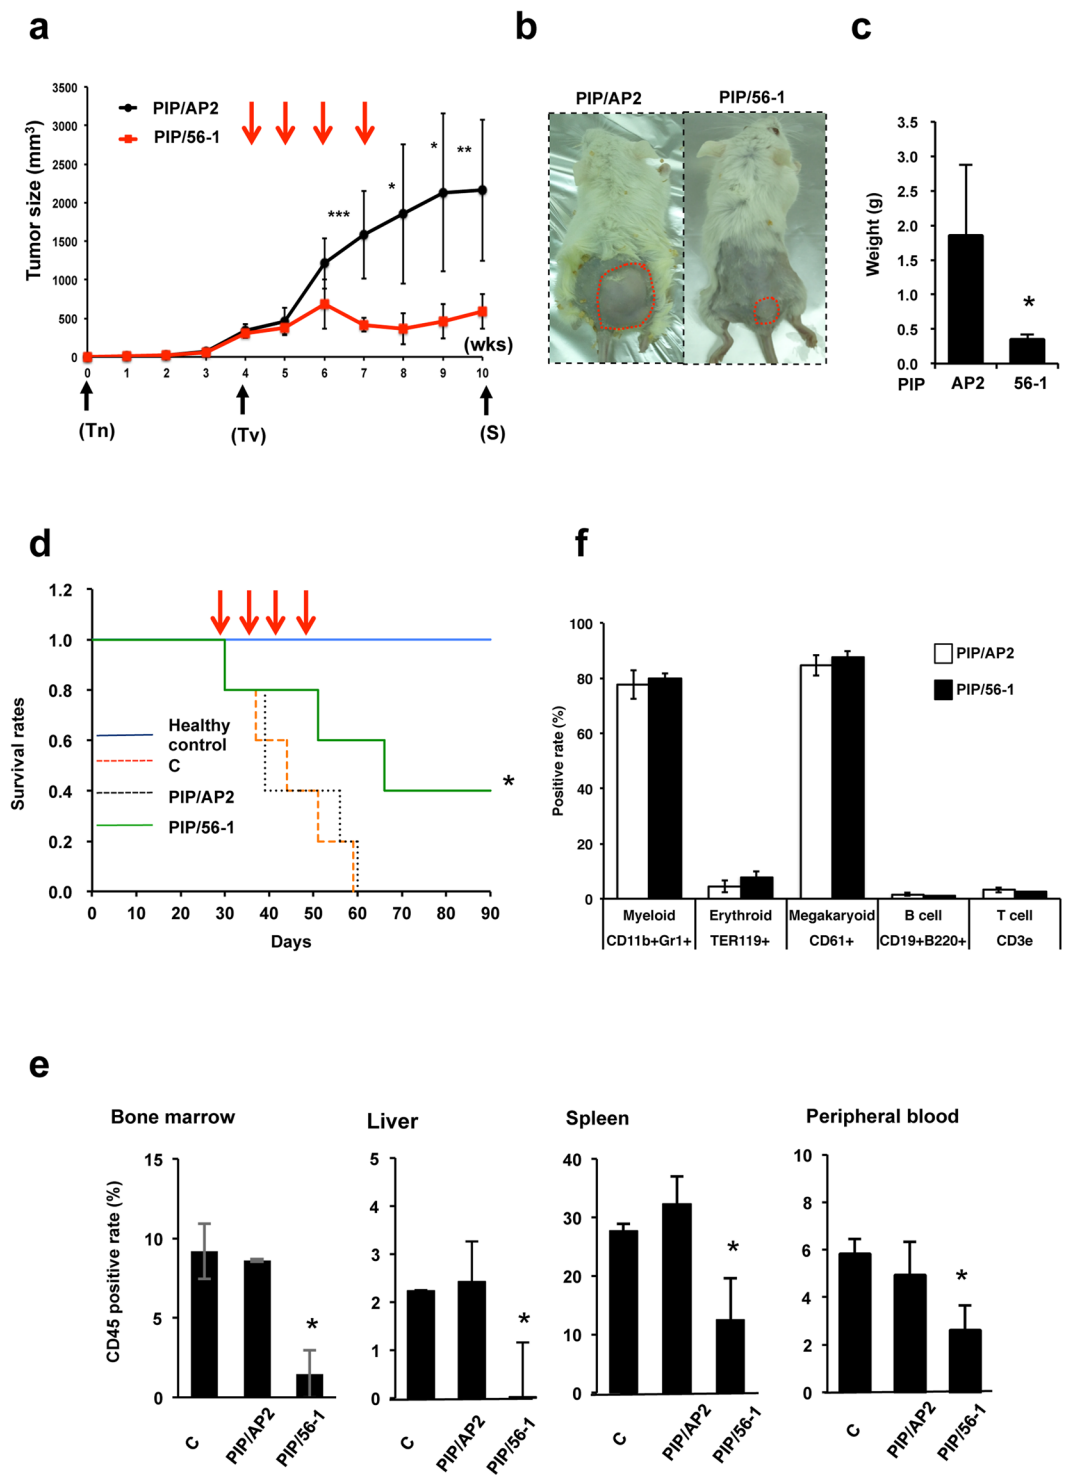 a
Tumor size (mm³)
3500
3000
2500
2000
1500
1000
500
0
PIP/AP2
PIP/56-1
***
*
*
**
(wks)
0 1 2 3 4 5 6 7 8 9 10
(Tn)
(Tv)
(S)
b
PIP/AP2 PIP/56-1
c
Weight (g)
3.5
3.0
2.5
2.0
1.5
1.0
0.5
0.0
*
PIP AP2 56-1
d
Survival rates
1.2
1.0
0.8
0.6
0.4
0.2
0.0
Healthy
control
C
PIP/AP2
PIP/56-1
*
0 10 20 30 40 50 60 70 80 90
Days
f
Positive rate (%)
100
80
60
40
20
0
PIP/AP2
PIP/56-1
Myeloid Erythroid Megakaryoid B cell T cell
CD11b+Gr1+ TER119+ CD61+ CD19+B220+ CD3e
e
Bone marrow
CD45 positive rate (%)
15
10
5
0
*
C PIP/AP2 PIP/56-1
Liver
5
4
3
2
1
0
*
C PIP/AP2 PIP/56-1
Spleen
40
30
20
10
0
*
C PIP/AP2 PIP/56-1
Peripheral blood
10
8
6
4
2
0
*
C PIP/AP2 PIP/56-1